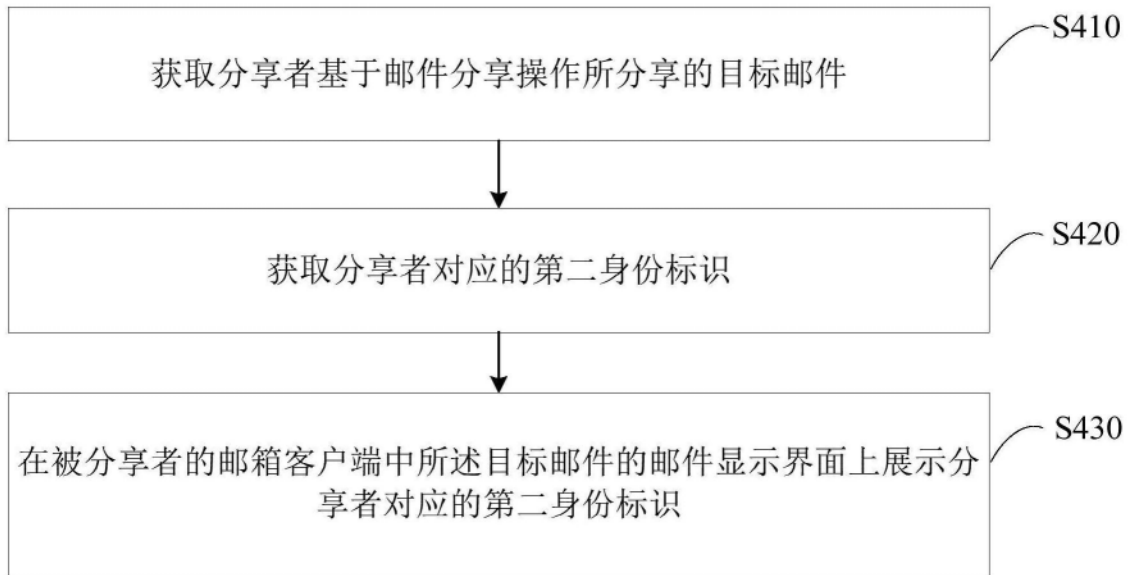 获取分享者基于邮件分享操作所分享的目标邮件
S410
获取分享者对应的第二身份标识
S420
在被分享者的邮箱客户端中所述目标邮件的邮件显示界面上展示分
享者对应的第二身份标识
S430